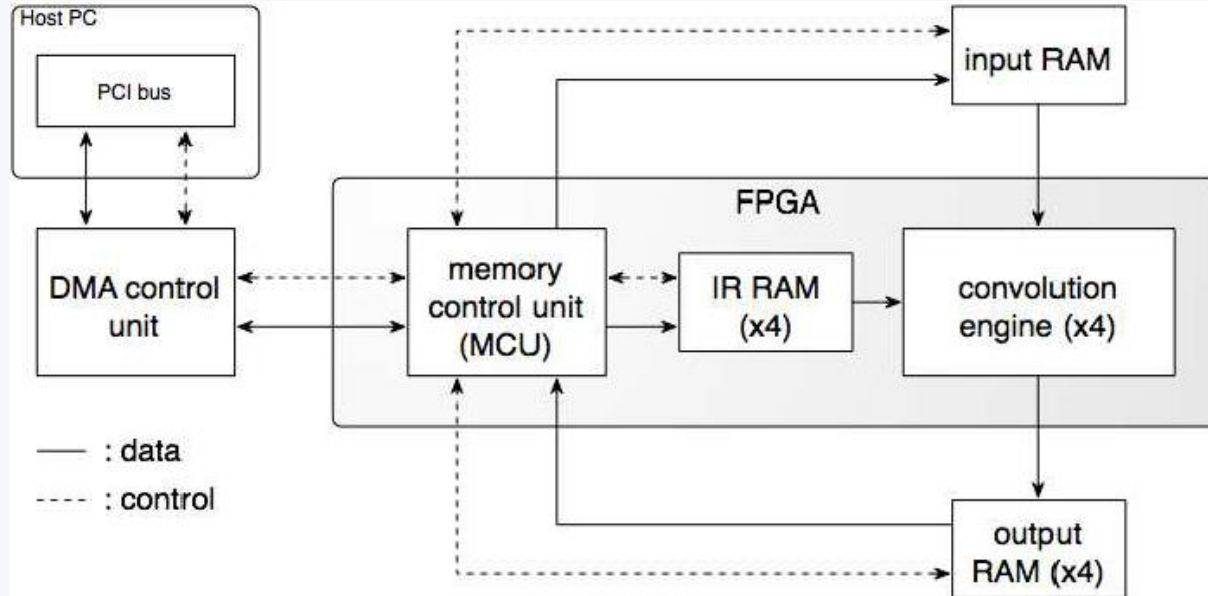 Host PC
PCI bus
input RAM
FPGA
DMA control
unit
memory
control unit
(MCU)
IR RAM
(x4)
convolution
engine (x4)
: data
: control
output
RAM (x4)